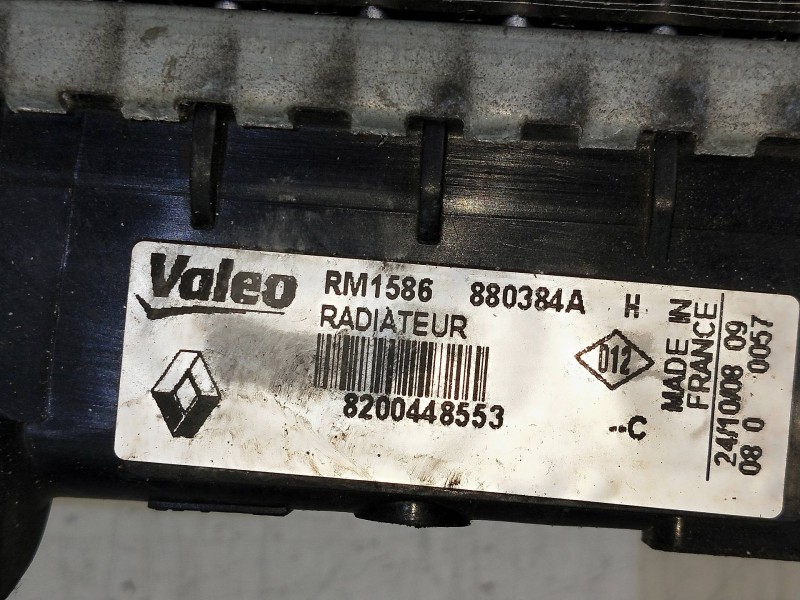 Valeo RM1586 880384A H
RADIATEUR
D12
8200448553
--C
MADE IN
FRANCE
24/10/08 09
08 0 0057